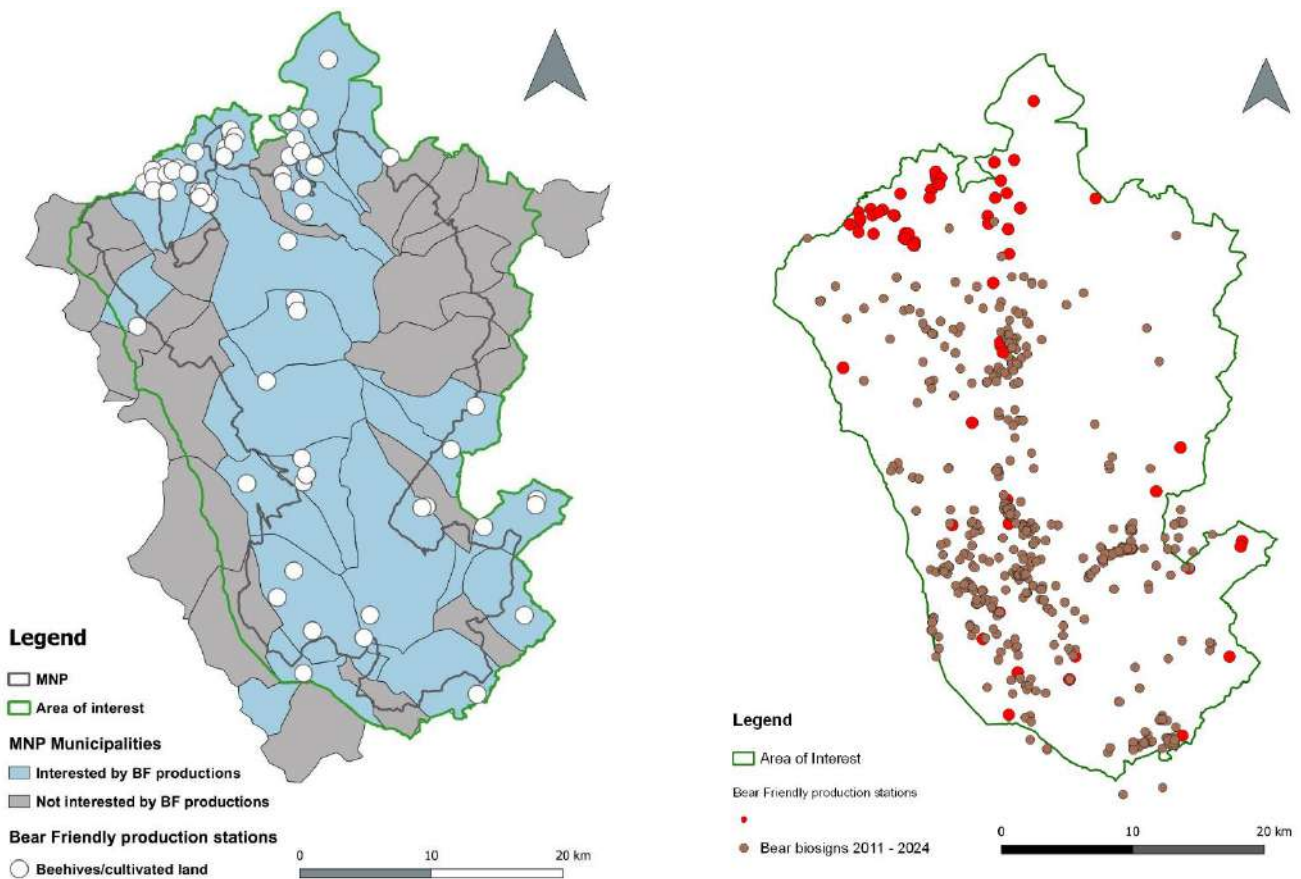 Legend
MNP
Area of interest
MNP Municipalities
Interested by BF productions
Not interested by BF productions
Bear Friendly production stations
Beehives/cultivated land
0 10 20 km
Legend
Area of Interest
Bear Friendly production stations
Bear biosigns 2011 - 2024
0 10 20 km